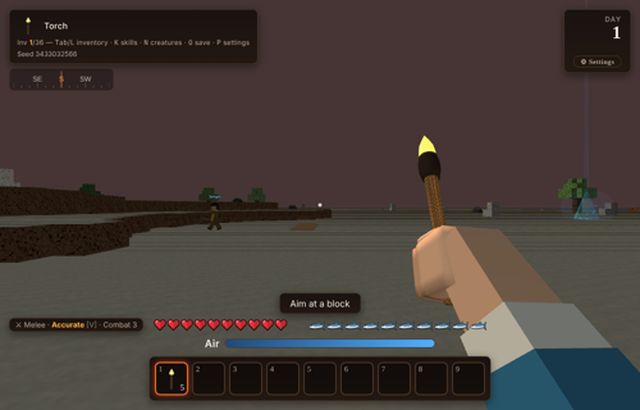 Torch
Inv 1/36 — Tab/L inventory · K skills · N creatures · 0 save · P settings
Seed 3433032566
DAY
1
⚙ Settings
SE S SW
Aim at a block
⚔ Melee · Accurate [V] · Combat 3
Air
1 2 3 4 5 6 7 8 9
5